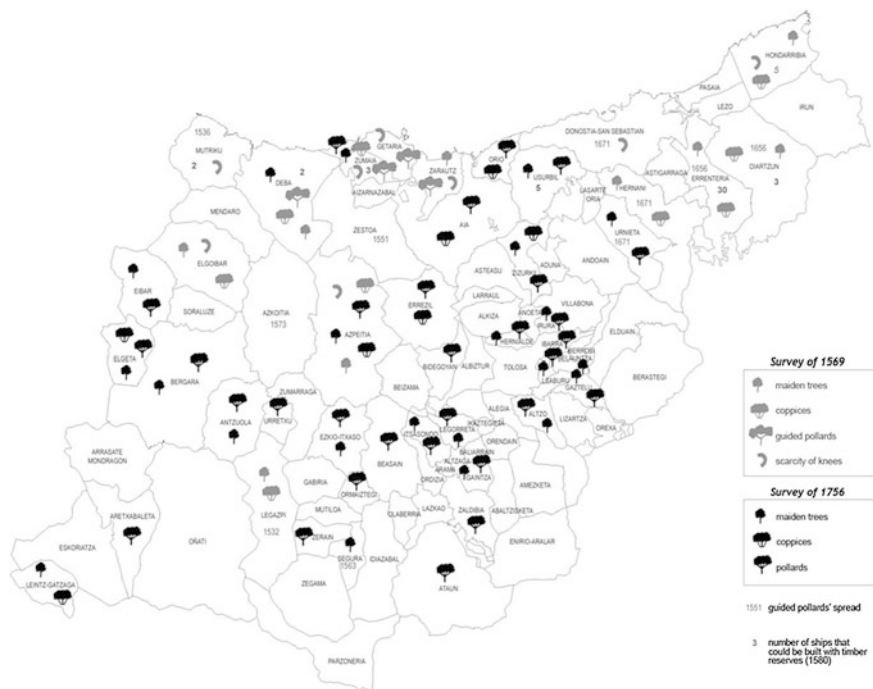 HONDARRIBIA
5
PASAIA
LEZO
IRUN
DONOSTIA-SAN SEBASTIAN
1671
1536
MUTRIKU
2
GETARIA
ZUMAIA
3
ZARAUTZ
ORIO
USURBIL
5
1656
ERRENTERIA
30
1656
OIARTZUN
3
ASTIGARRAGA
HERNANI
1671
LASARTE
ORIA
DEBA
2
AIZARNAZABAL
AIA
URNIETA
1671
MENDARO
ZESTOA
1551
ELGOIBAR
ASTEASU
ZIZURKIL
ADUNA
ANDOAIN
EIBAR
SORALUZE
AZKOITIA
1573
AZPEITIA
ERREZIL
LARRAUL
ALKIZA
ANOETA
VILLABONA
IRURA
HERNIALDE
IBARRA
BERROBI
BELAUNTZA
ELDUAIN
BERASTEGI
ELGETA
BERGARA
BIDEGOYAN
ALBIZTUR
TOLOSA
LEABURU
GAZTELU
BEIZAMA
ZUMARRAGA
ANTZUOLA
URRETXU
EZKIO-ITXASO
ITSASONDO
LEGORRETA
IKAZTEGIETA
ALEGIA
ALTZO
LIZARTZA
OREXA
BALIARRAIN
ORENDAIN
ALTZAGA
ARAMA
GAINTZA
BEASAIN
ORDIZIA
ARRASATE
MONDRAGON
GABIRIA
ORMAIZTEGI
AMEZKETA
LEGAZPI
1532
MUTILOA
OLABERRIA
LAZKAO
ZALDIBIA
ABALTZISKETA
ARETXABALETA
OÑATI
ESKORIATZA
ZERAIN
SEGURA
1563
IDIAZABAL
ENIRIO-ARALAR
LEINTZ-GATZAGA
ZEGAMA
ATAUN
PARZONERIA
Survey of 1569
maiden trees
coppices
guided pollards
scarcity of knees
Survey of 1756
maiden trees
coppices
pollards
1551 guided pollards' spread
3 number of ships that
could be built with timber
reserves (1580)